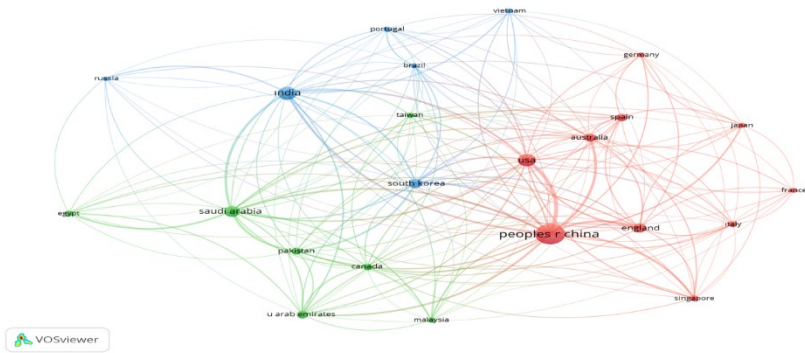 vietnam
portugal
germany
brazil
russia
india
taiwan
spain
japan
australia
usa
south korea
france
saudi arabia
egypt
italy
england
peoples r china
pakistan
canada
singapore
u arab emirates
malaysia
VOSviewer